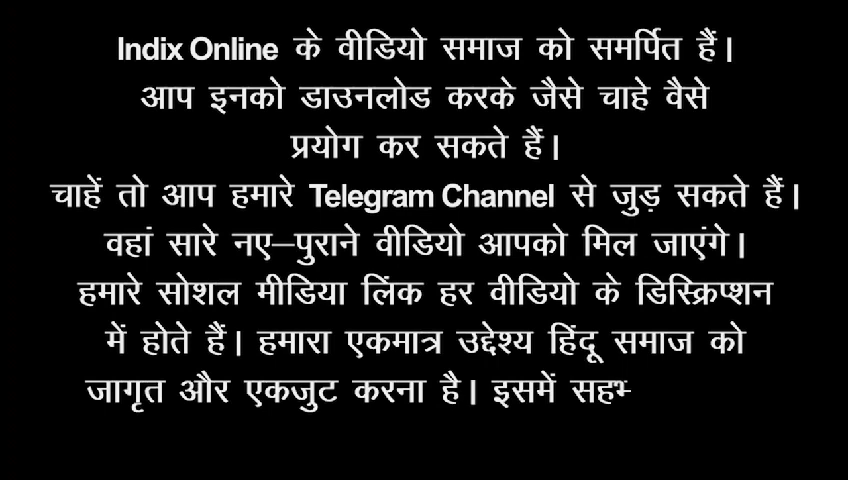 Indix Online के वीडियो समाज को समर्पित हैं।
आप इनको डाउनलोड करके जैसे चाहे वैसे
प्रयोग कर सकते हैं।
चाहें तो आप हमारे Telegram Channel से जुड़ सकते हैं।
वहां सारे नए–पुराने वीडियो आपको मिल जाएंगे।
हमारे सोशल मीडिया लिंक हर वीडियो के डिस्क्रिप्शन
में होते हैं। हमारा एकमात्र उद्देश्य हिंदू समाज को
जागृत और एकजुट करना है। इसमें